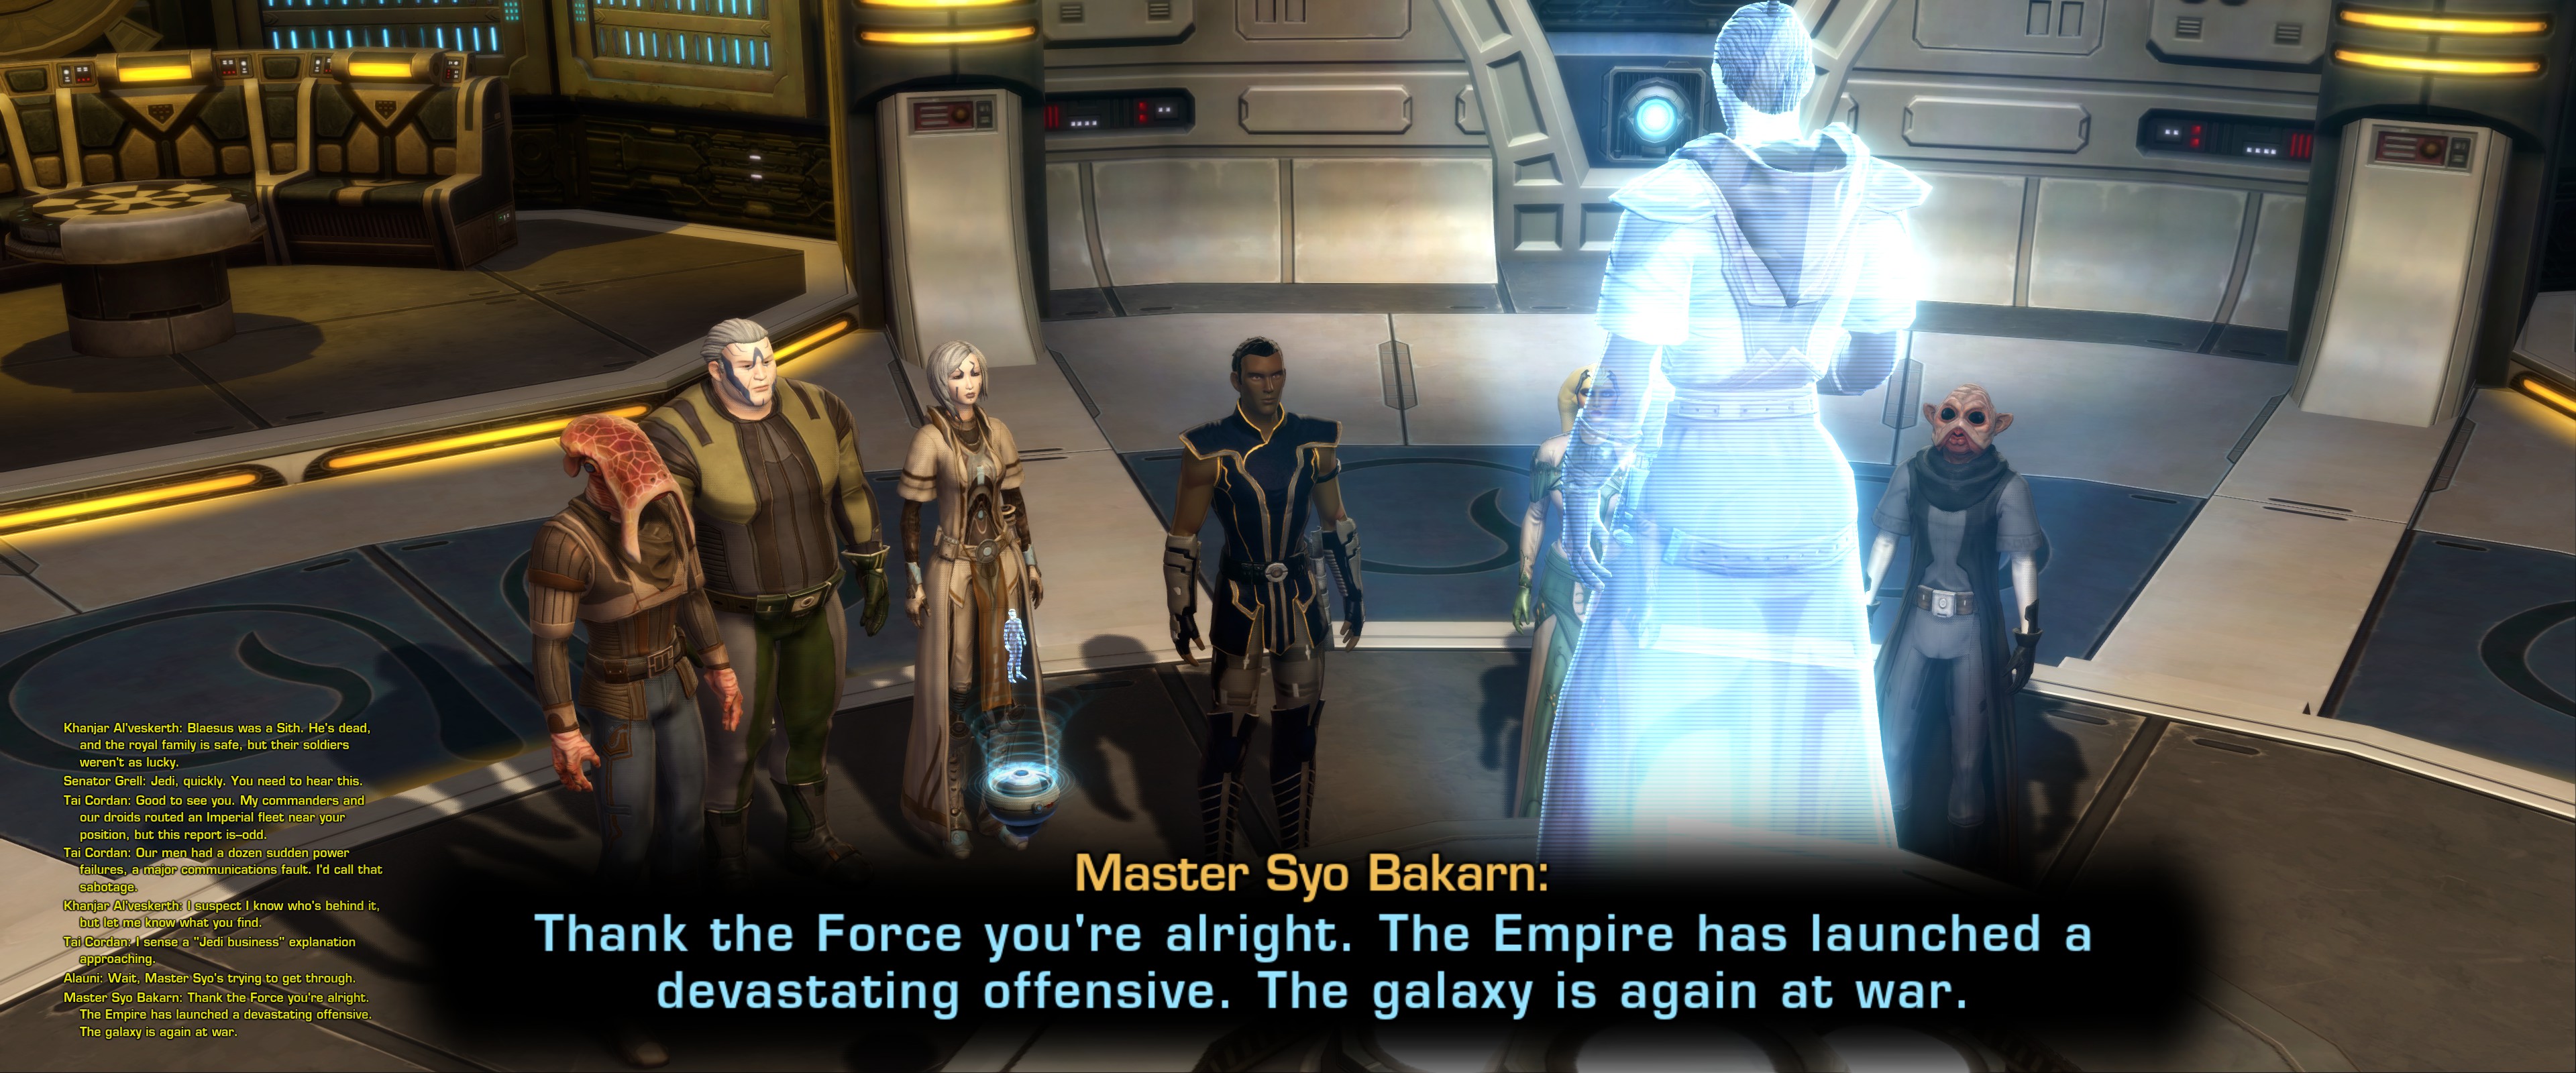 Khanjar Al'veskerth: Blaesus was a Sith. He's dead,
and the royal family is safe, but their soldiers
weren't as lucky.
Senator Grell: Jedi, quickly. You need to hear this.
Tai Cordan: Good to see you. My commanders and
our droids routed an Imperial fleet near your
position, but this report is–odd.
Tai Cordan: Our men had a dozen sudden power
failures, a major communications fault. I'd call that
sabotage.
Khanjar Al'veskerth: I suspect I know who's behind it,
but let me know what you find.
Tai Cordan: I sense a "Jedi business" explanation
approaching.
Alauni: Wait, Master Syo's trying to get through.
Master Syo Bakarn: Thank the Force you're alright.
The Empire has launched a devastating offensive.
The galaxy is again at war.
Master Syo Bakarn:
Thank the Force you're alright. The Empire has launched a
devastating offensive. The galaxy is again at war.